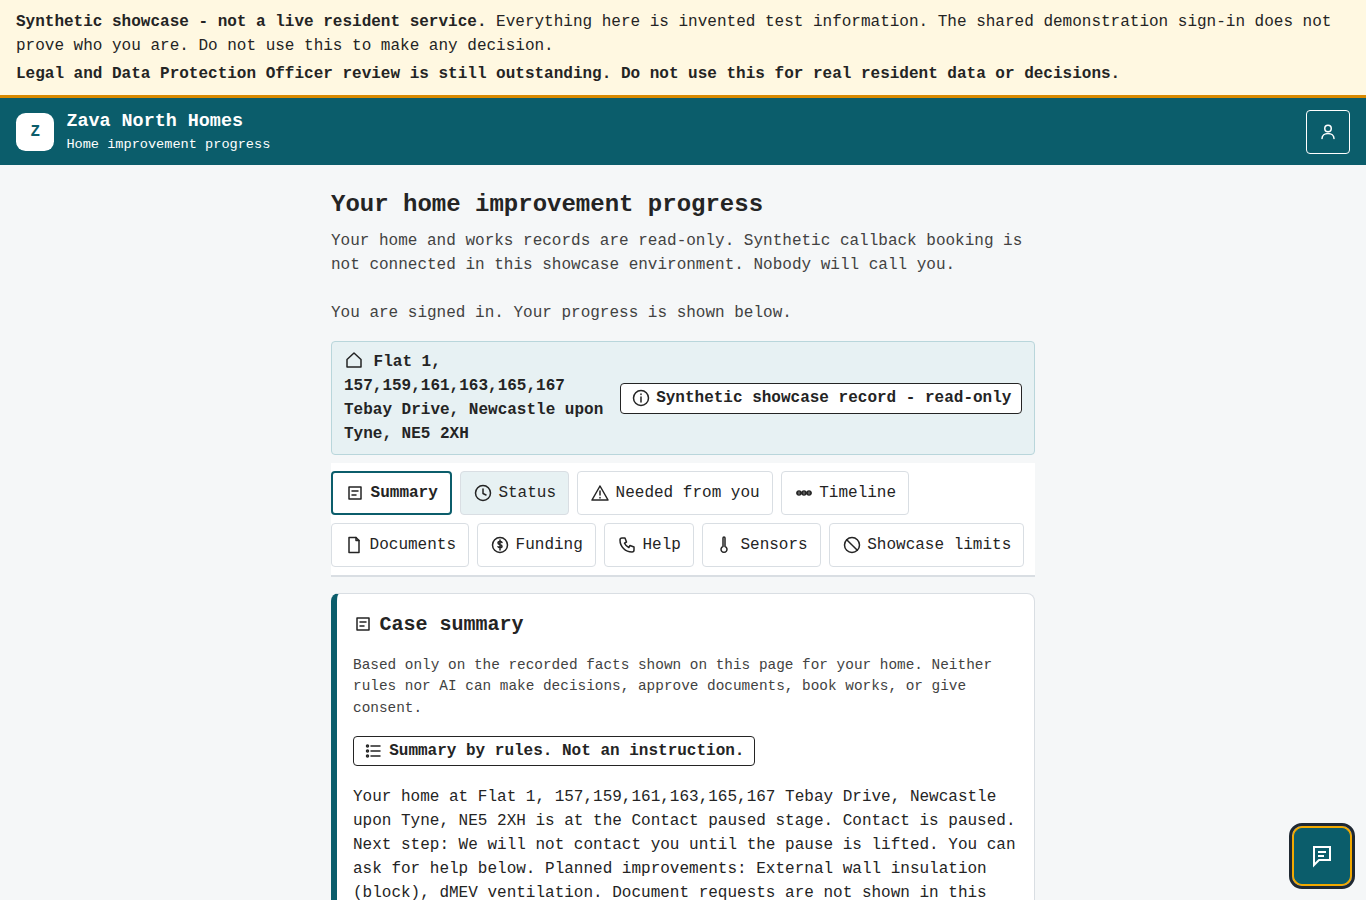 Synthetic showcase - not a live resident service. Everything here is invented test information. The shared demonstration sign-in does not
prove who you are. Do not use this to make any decision.
Legal and Data Protection Officer review is still outstanding. Do not use this for real resident data or decisions.
Z
Zava North Homes
Home improvement progress
Your home improvement progress
Your home and works records are read-only. Synthetic callback booking is
not connected in this showcase environment. Nobody will call you.
You are signed in. Your progress is shown below.
Flat 1,
157,159,161,163,165,167
Tebay Drive, Newcastle upon
Tyne, NE5 2XH
Synthetic showcase record - read-only
Summary
Status
Needed from you
Timeline
Documents
Funding
Help
Sensors
Showcase limits
Case summary
Based only on the recorded facts shown on this page for your home. Neither
rules nor AI can make decisions, approve documents, book works, or give
consent.
Summary by rules. Not an instruction.
Your home at Flat 1, 157,159,161,163,165,167 Tebay Drive, Newcastle
upon Tyne, NE5 2XH is at the Contact paused stage. Contact is paused.
Next step: We will not contact you until the pause is lifted. You can
ask for help below. Planned improvements: External wall insulation
(block), dMEV ventilation. Document requests are not shown in this